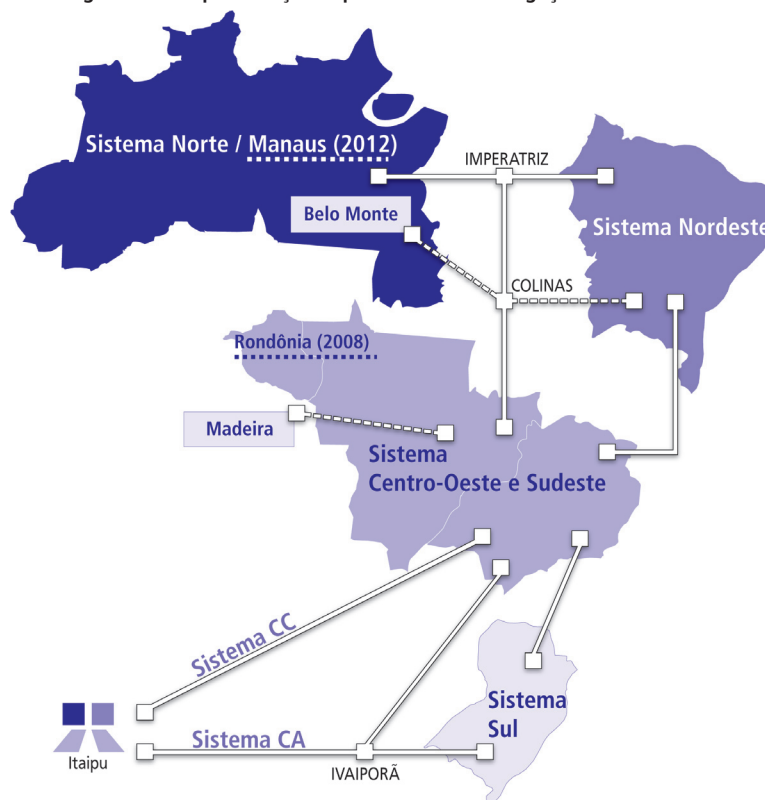 Sistema Norte / Manaus (2012)
IMPERATRIZ
Belo Monte
Sistema Nordeste
COLINAS
Rondônia (2008)
Madeira
Sistema
Centro-Oeste e Sudeste
Sistema CC
Sistema
Sul
Sistema CA
Itaipu
IVAIPORÃ